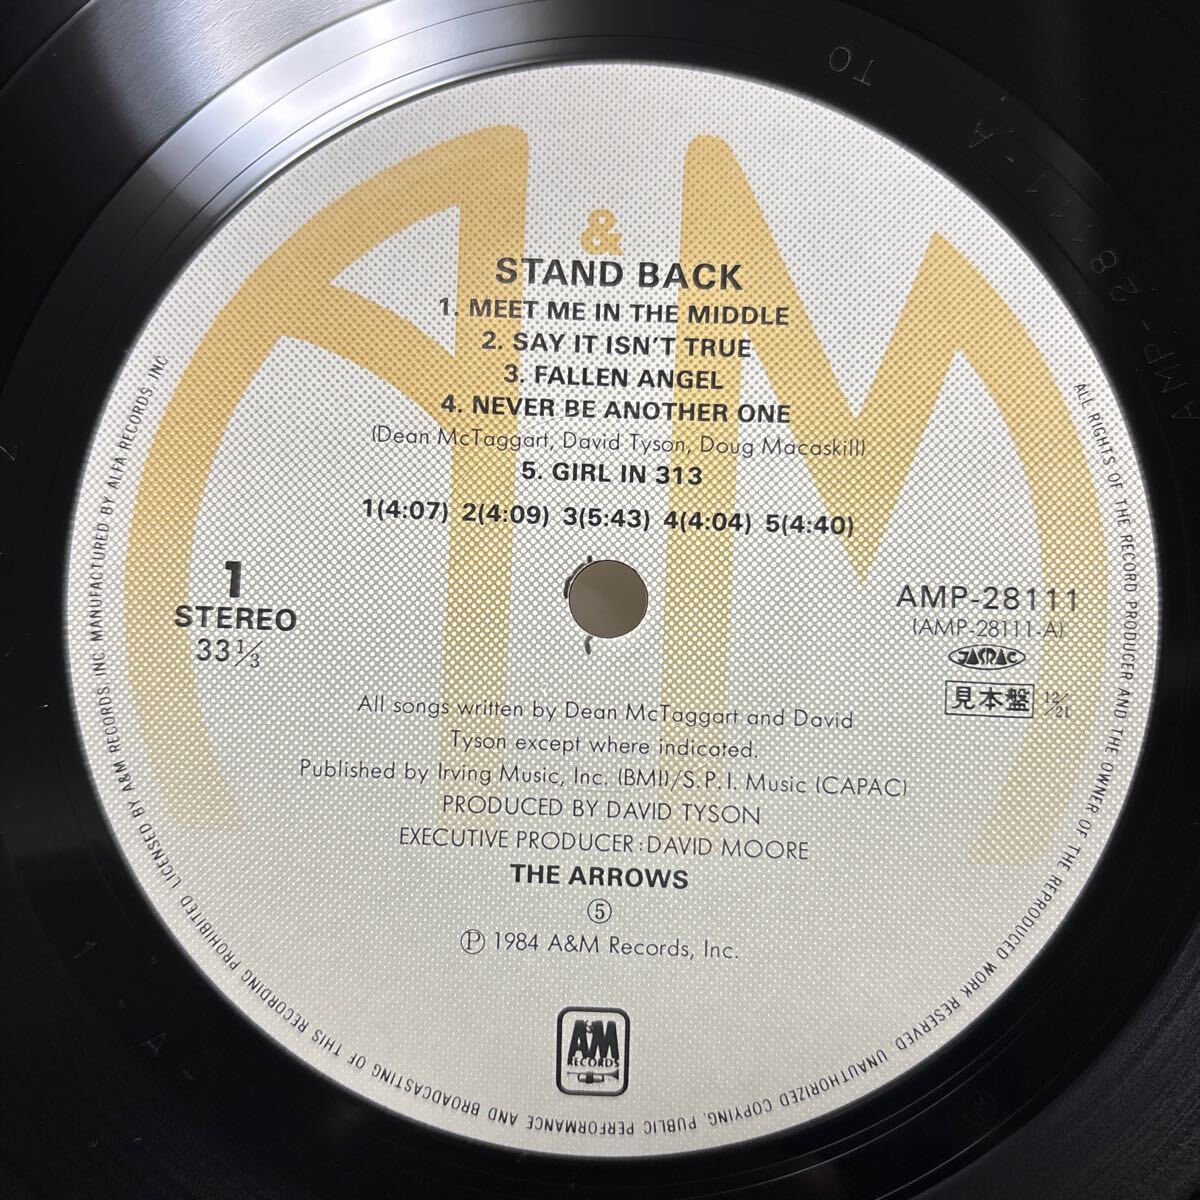 &
STAND BACK
1. MEET ME IN THE MIDDLE
2. SAY IT ISN'T TRUE
3. FALLEN ANGEL
4. NEVER BE ANOTHER ONE
(Dean McTaggart, David Tyson, Doug Macaskill)
5. GIRL IN 313
1(4:07) 2(4:09) 3(5:43) 4(4:04) 5(4:40)
1
STEREO
33 1/3
AMP-28111
(AMP-28111-A)
JASRAC
見本盤 12/21
All songs written by Dean McTaggart and David
Tyson except where indicated.
Published by Irving Music, Inc. (BMI)/S.P.I. Music (CAPAC)
PRODUCED BY DAVID TYSON
EXECUTIVE PRODUCER:DAVID MOORE
THE ARROWS
⑤
Ⓟ 1984 A&M Records, Inc.
A&M
RECORDS
ALL RIGHTS OF THE RECORD PRODUCER AND THE OWNER OF THE REPRODUCED WORK RESERVED. UNAUTHORIZED COPYING, PUBLIC PERFORMANCE AND BROADCASTING OF THIS RECORDING PROHIBITED. LICENSED BY A&M RECORDS INC MANUFACTURED BY ALFA RECORDS INC
AMP-28111-A TO
1-A